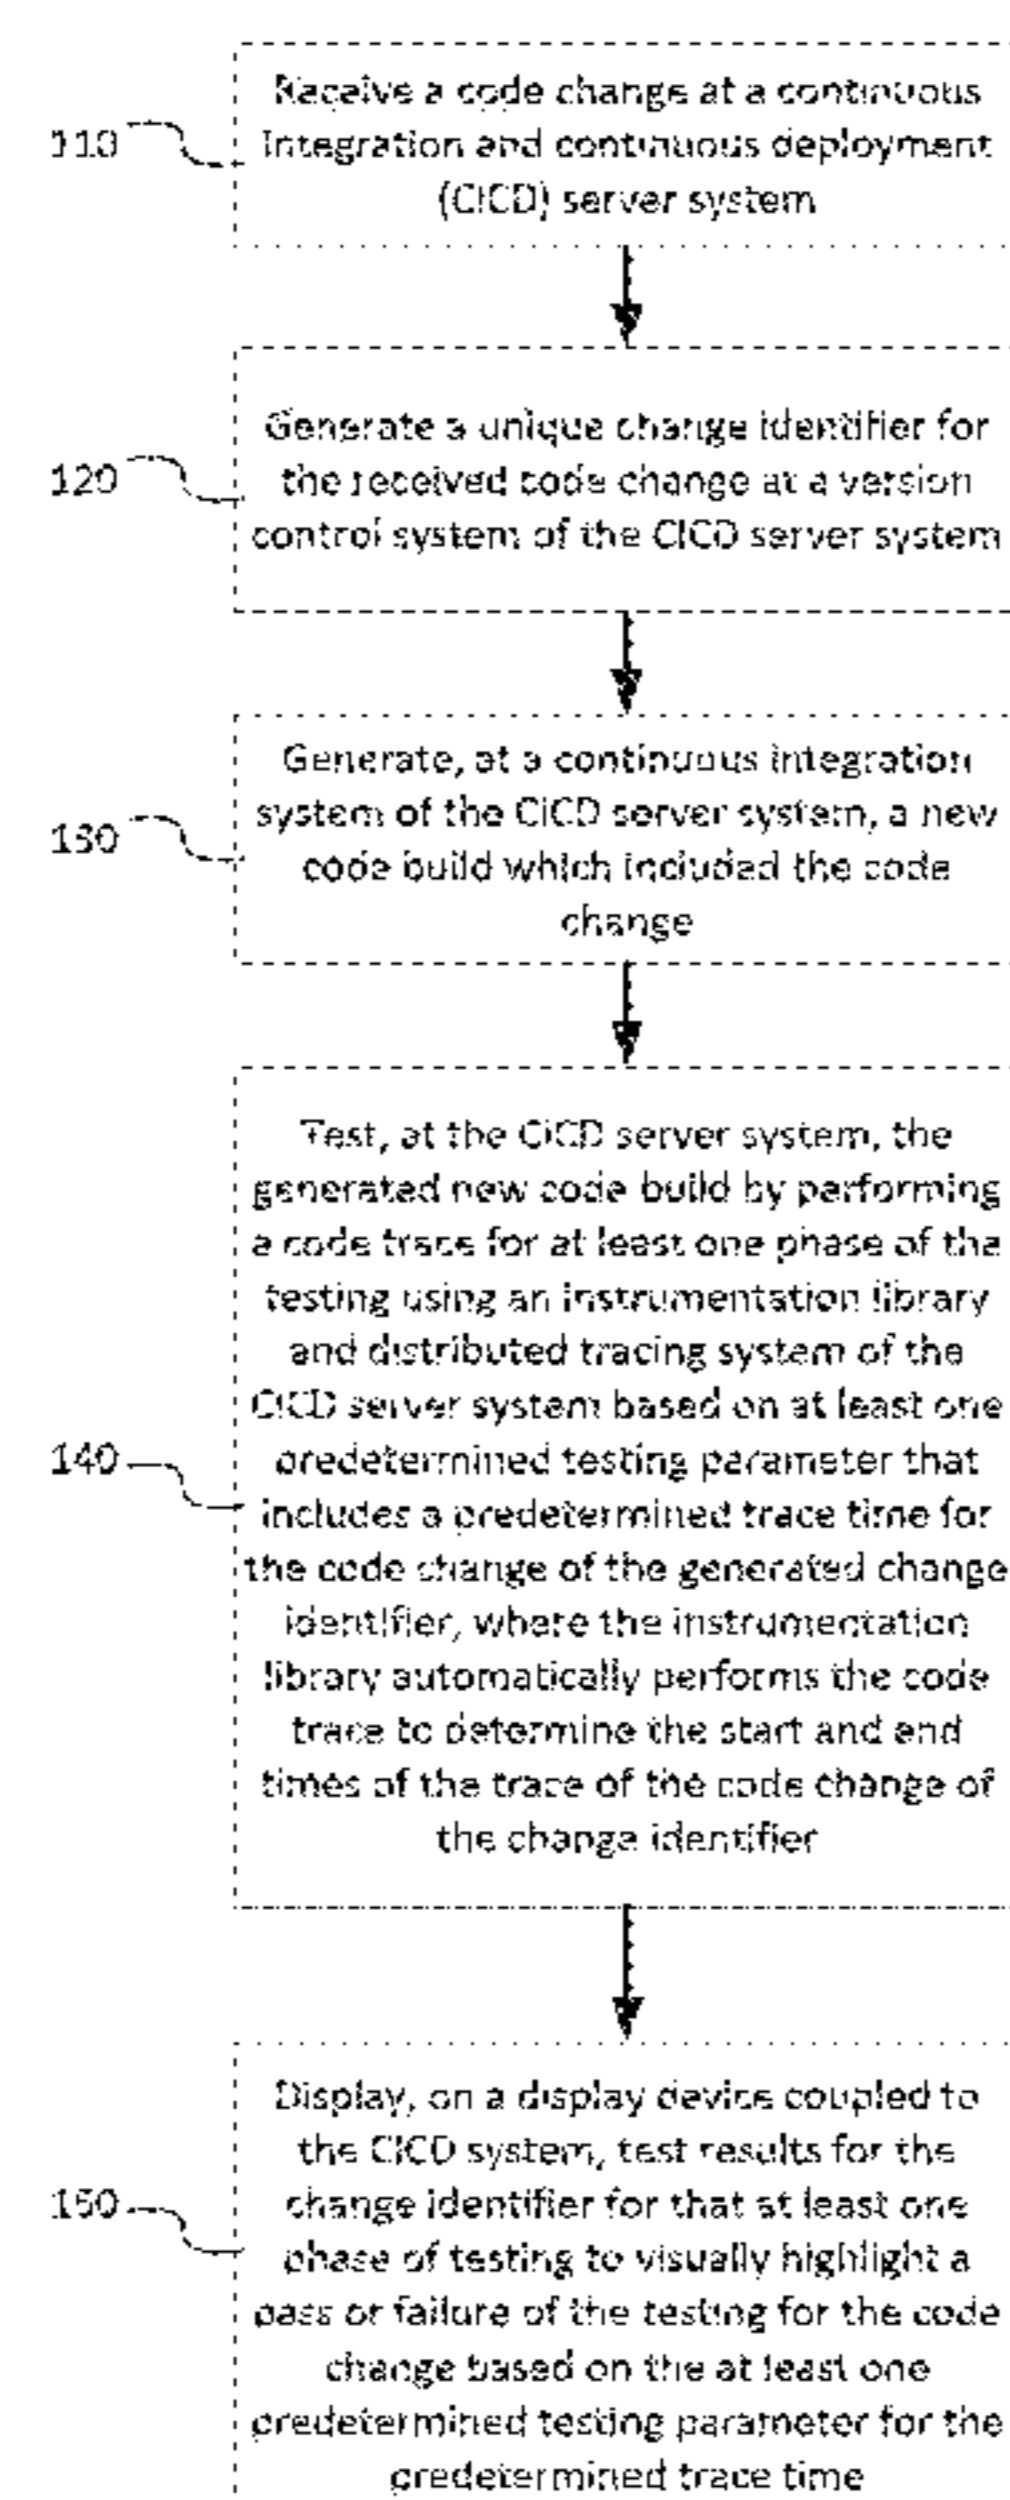 110
Receive a code change at a continuous
integration and continuous deployment
(CICD) server system
120
Generate a unique change identifier for
the received code change at a version
control system of the CICD server system
130
Generate, at a continuous integration
system of the CICD server system, a new
code build which included the code
change
140
Test, at the CICD server system, the
generated new code build by performing
a code trace for at least one phase of the
testing using an instrumentation library
and distributed tracing system of the
CICD server system based on at least one
predetermined testing parameter that
includes a predetermined trace time for
the code change of the generated change
identifier, where the instrumentation
library automatically performs the code
trace to determine the start and end
times of the trace of the code change of
the change identifier
150
Display, on a display device coupled to
the CICD system, test results for the
change identifier for that at least one
phase of testing to visually highlight a
pass or failure of the testing for the code
change based on the at least one
predetermined testing parameter for the
predetermined trace time